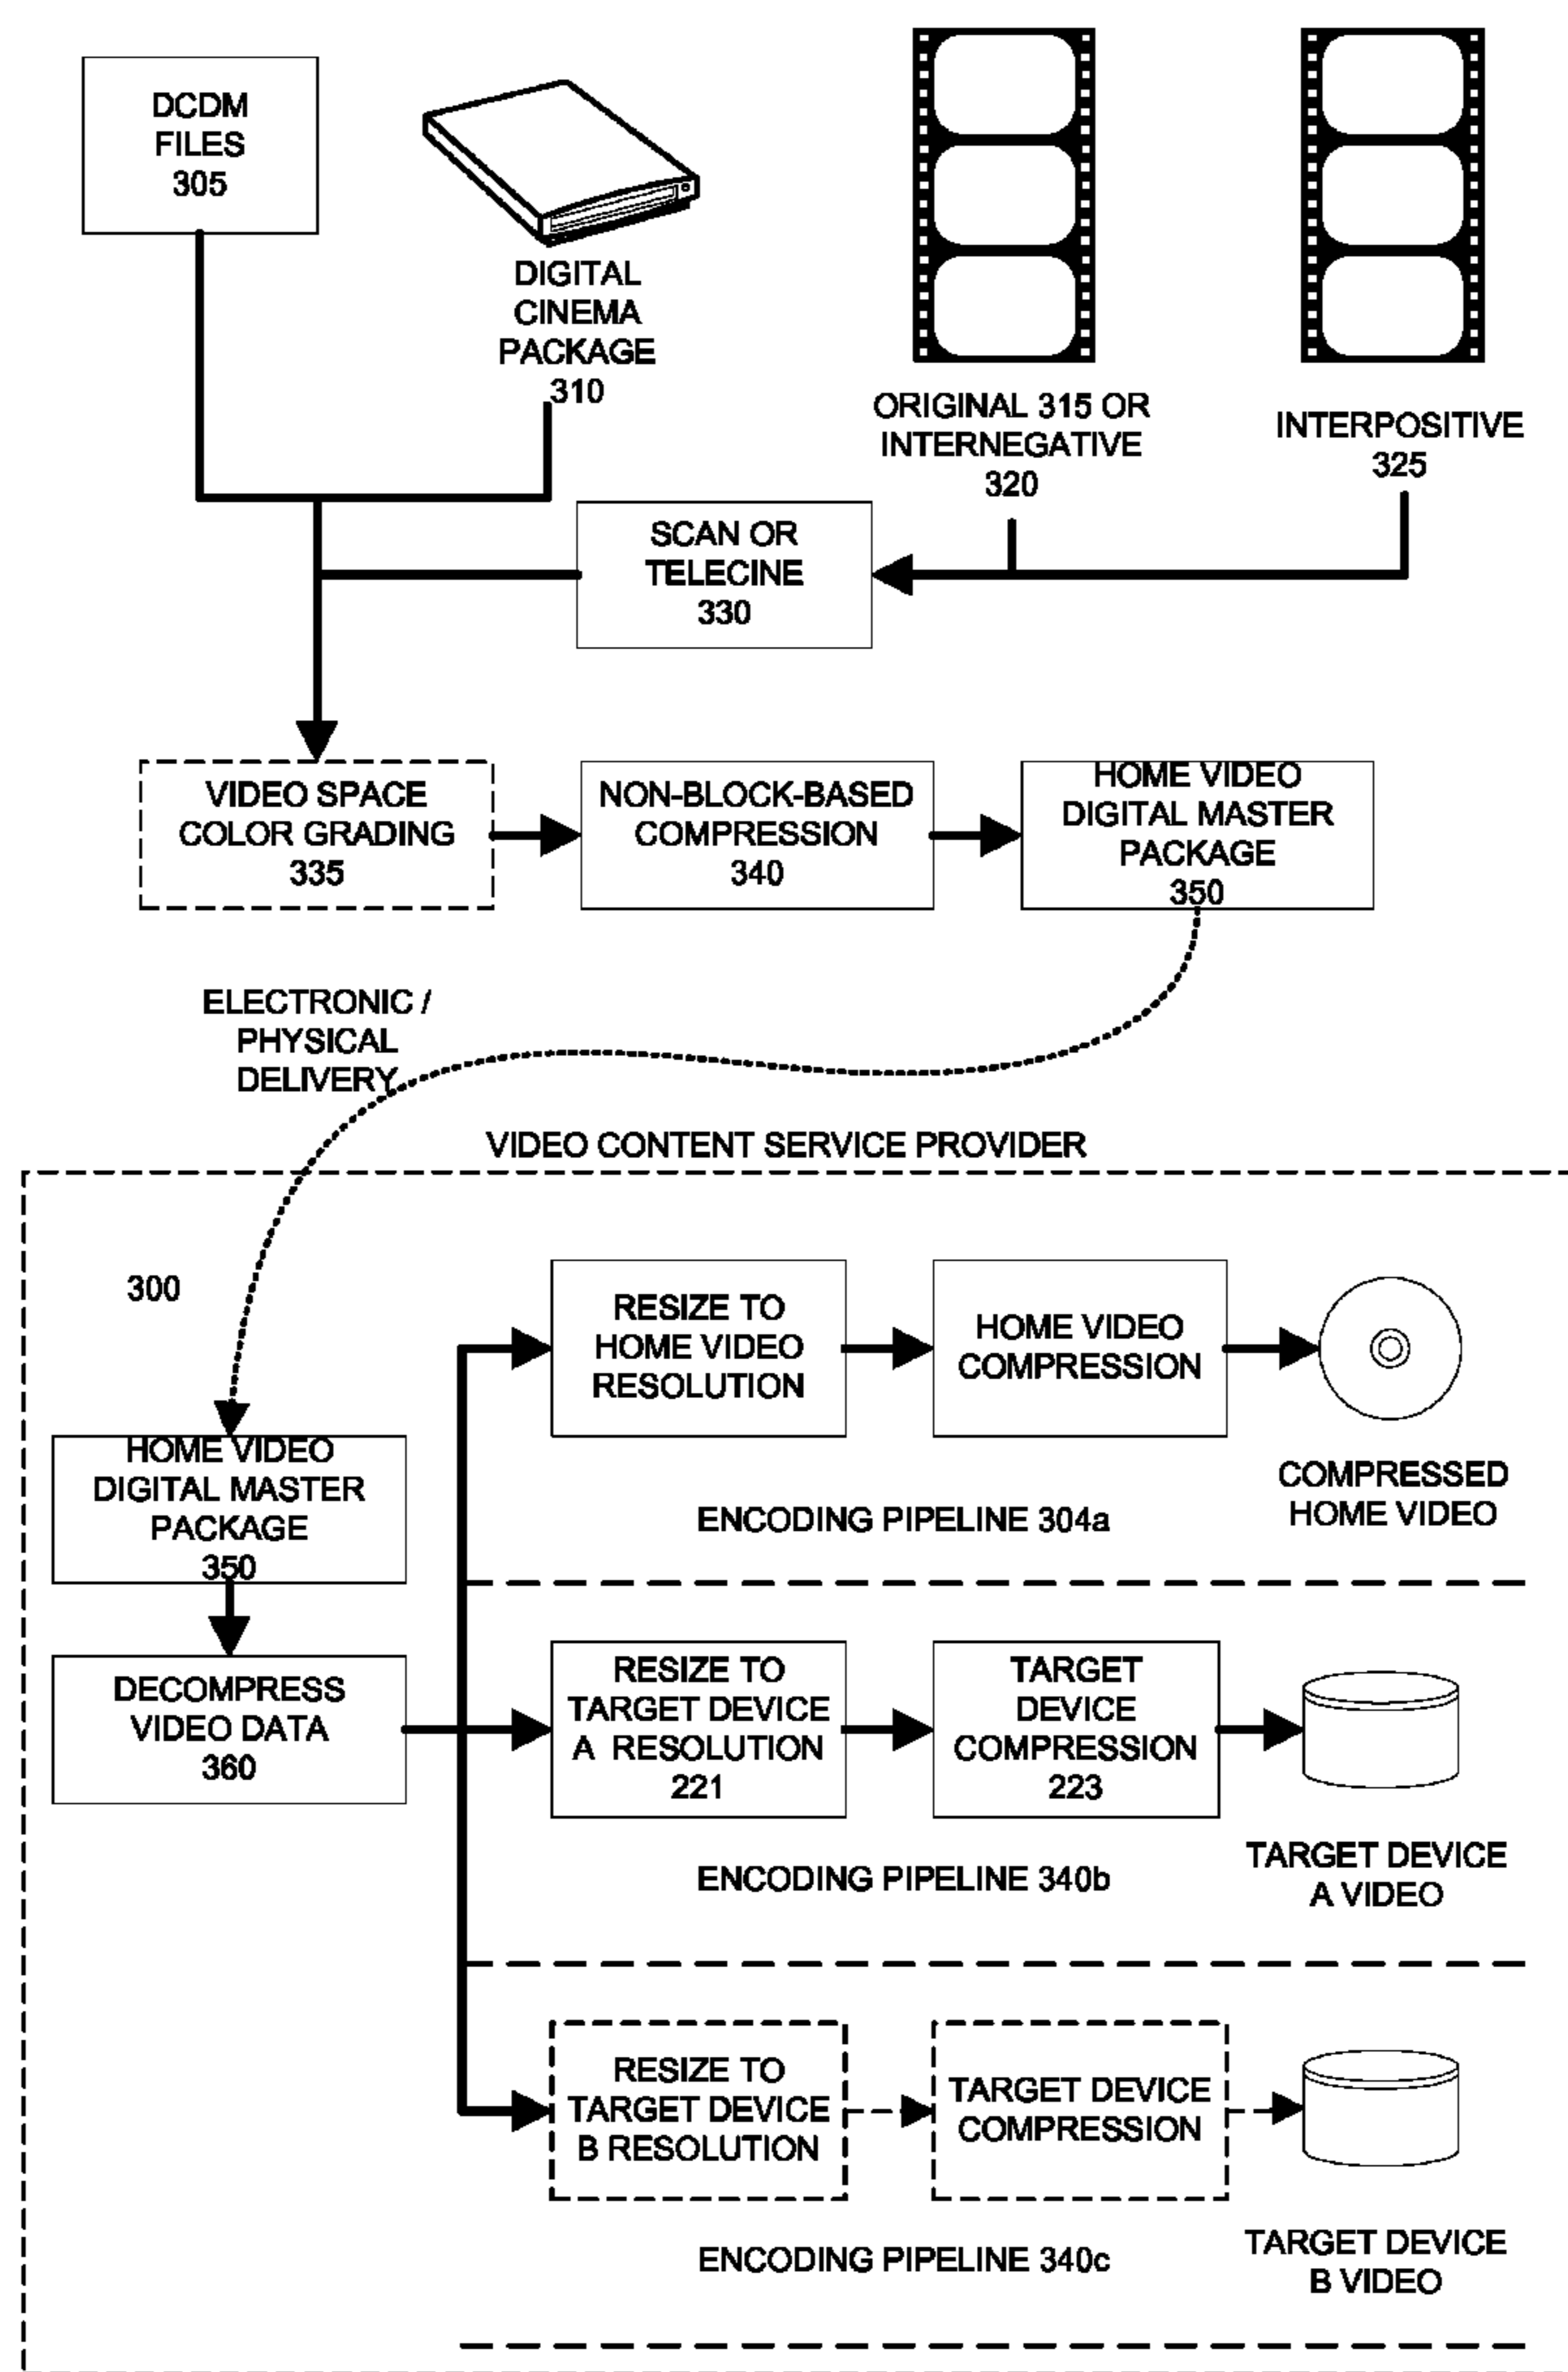 DCDM
FILES
305
DIGITAL
CINEMA
PACKAGE
310
ORIGINAL 315 OR
INTERNEGATIVE
320
INTERPOSITIVE
325
SCAN OR
TELECINE
330
VIDEO SPACE
COLOR GRADING
335
NON-BLOCK-BASED
COMPRESSION
340
HOME VIDEO
DIGITAL MASTER
PACKAGE
350
ELECTRONIC /
PHYSICAL
DELIVERY
VIDEO CONTENT SERVICE PROVIDER
300
RESIZE TO
HOME VIDEO
RESOLUTION
HOME VIDEO
COMPRESSION
COMPRESSED
HOME VIDEO
ENCODING PIPELINE 304a
HOME VIDEO
DIGITAL MASTER
PACKAGE
350
DECOMPRESS
VIDEO DATA
360
RESIZE TO
TARGET DEVICE
A RESOLUTION
221
TARGET
DEVICE
COMPRESSION
223
TARGET DEVICE
A VIDEO
ENCODING PIPELINE 340b
RESIZE TO
TARGET DEVICE
B RESOLUTION
TARGET DEVICE
COMPRESSION
TARGET DEVICE
B VIDEO
ENCODING PIPELINE 340c